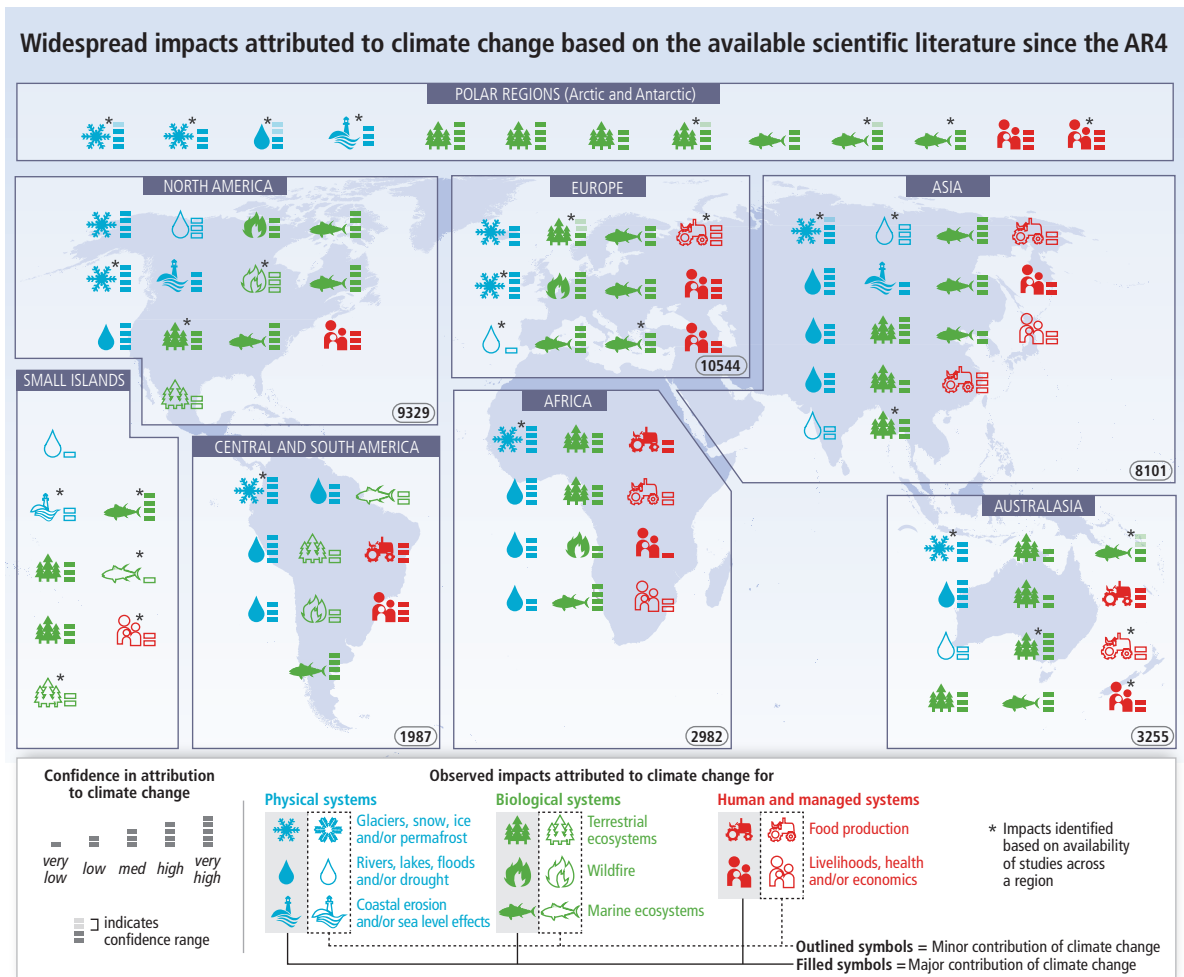 Widespread impacts attributed to climate change based on the available scientific literature since the AR4
POLAR REGIONS (Arctic and Antarctic)
* * * * * * * *
NORTH AMERICA
* * *
9329
EUROPE
* * * * *
10544
ASIA
* * *
8101
SMALL ISLANDS
* * * * *
CENTRAL AND SOUTH AMERICA
*
1987
AFRICA
*
2982
AUSTRALASIA
* * * * *
3255
Confidence in attribution
to climate change
very
low
low
med
high
very
high
indicates
confidence range
Observed impacts attributed to climate change for
Physical systems
Glaciers, snow, ice
and/or permafrost
Rivers, lakes, floods
and/or drought
Coastal erosion
and/or sea level effects
Biological systems
Terrestrial
ecosystems
Wildfire
Marine ecosystems
Human and managed systems
Food production
Livelihoods, health
and/or economics
* Impacts identified
based on availability
of studies across
a region
Outlined symbols = Minor contribution of climate change
Filled symbols = Major contribution of climate change